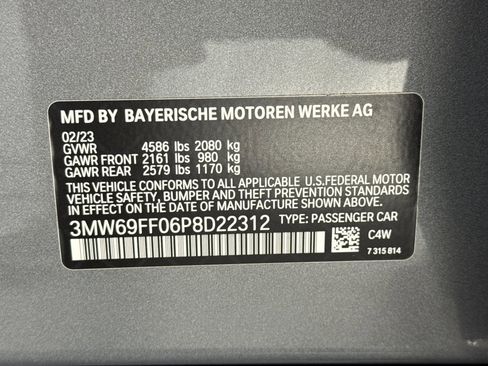 MFD BY BAYERISCHE MOTOREN WERKE AG
02/23
GVWR 4586 lbs 2080 kg
GAWR FRONT 2161 lbs 980 kg
GAWR REAR 2579 lbs 1170 kg
THIS VEHICLE CONFORMS TO ALL APPLICABLE U.S.FEDERAL MOTOR
VEHICLE SAFETY, BUMPER, AND THEFT PREVENTION STANDARDS
IN EFFECT ON THE DATE OF MANUFACTURE SHOWN ABOVE.
3MW69FF06P8D22312 TYPE: PASSENGER CAR
C4W
7 315 814